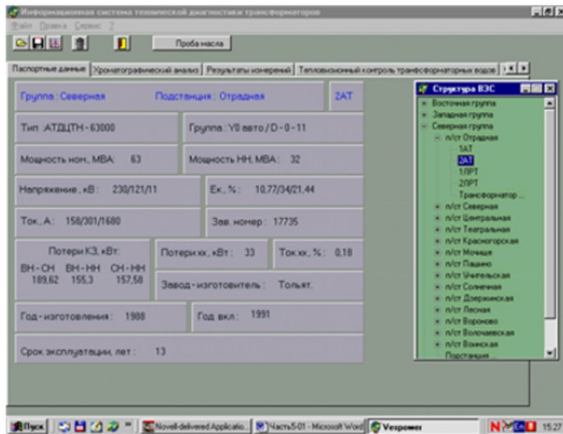 Информационная система технической диагностики трансформаторов
Файл Правка Сервис ?
Проба масла
Паспортные данные Хроматографический анализ Результаты измерений Тепловизионный контроль трансформаторных вводов
Группа: Северная Подстанция: Отрадная 2АТ
Тип: АТДЦТН - 63000 Группа: Y0 авто / D - 0 - 11
Мощность ном., МВА: 63 Мощность НН, МВА: 32
Напряжение, кВ: 230/121/11 Ек, %: 10,77/34/21,44
Ток, А: 158/301/1680 Зав. номер: 17735
Потери КЗ, кВт: Потери хх, кВт: 33 Ток хх, %: 0,18
ВН - СН ВН - НН СН - НН
189,62 155,3 157,58
Завод - изготовитель: Тольят.
Год - изготовления: 1988 Год вкл: 1991
Срок эксплуатации, лет: 13
Структура ВЭС
Восточная группа
Западная группа
Северная группа
п/ст Отрадная
1АТ
2АТ
1ЛРТ
2ЛРТ
Трансформатор ...
п/ст Северная
п/ст Центральная
п/ст Театральная
п/ст Красногорская
п/ст Мочище
п/ст Пашино
п/ст Учительская
п/ст Солнечная
п/ст Дзержинская
п/ст Лесная
п/ст Вороново
п/ст Волочаевская
п/ст Воинская
Подстанция ...
Пуск Novell-delivered Applicatio... Часть5-01 - Microsoft Word Vespower 15:27